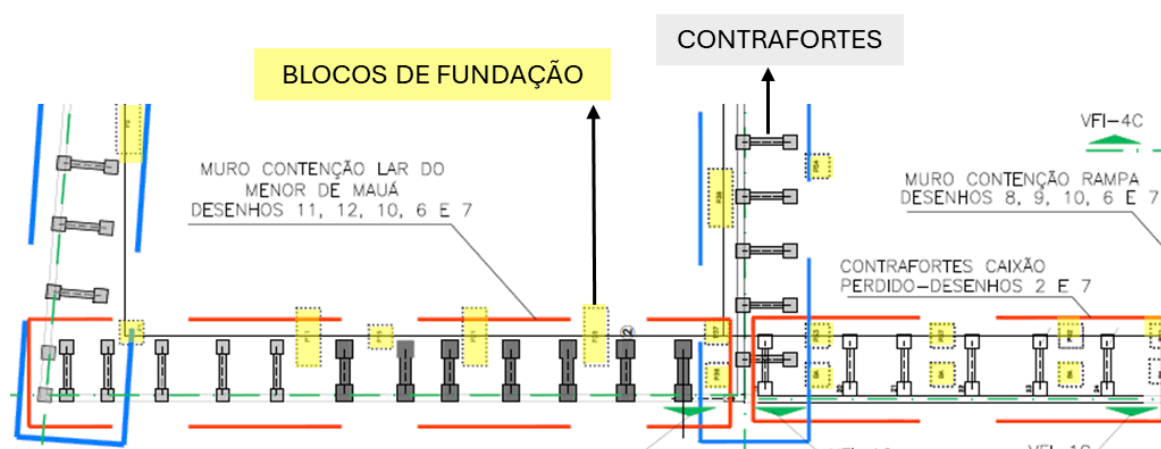 CONTRAFORTES
BLOCOS DE FUNDAÇÃO
VFI-4C
MURO CONTENÇÃO LAR DO
MENOR DE MAUÁ
DESENHOS 11, 12, 10, 6 E 7
MURO CONTENÇÃO RAMPA
DESENHOS 8, 9, 10, 6 E 7
CONTRAFORTES CAIXÃO
PERDIDO-DESENHOS 2 E 7